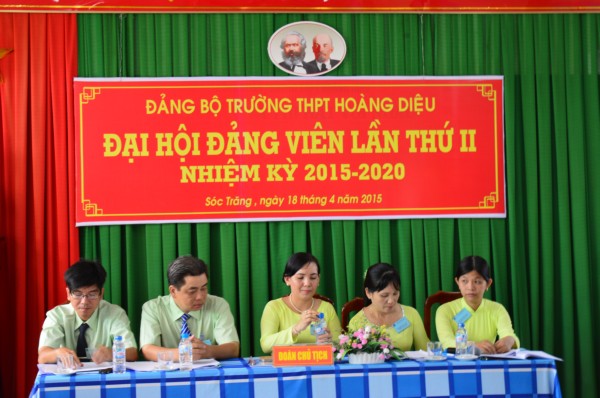 ĐẢNG BỘ TRƯỜNG THPT HOÀNG DIỆU
ĐẠI HỘI ĐẢNG VIÊN LẦN THỨ II
NHIỆM KỲ 2015-2020
Sóc Trăng , ngày 18 tháng 4 năm 2015
ĐOÀN CHỦ TỊCH